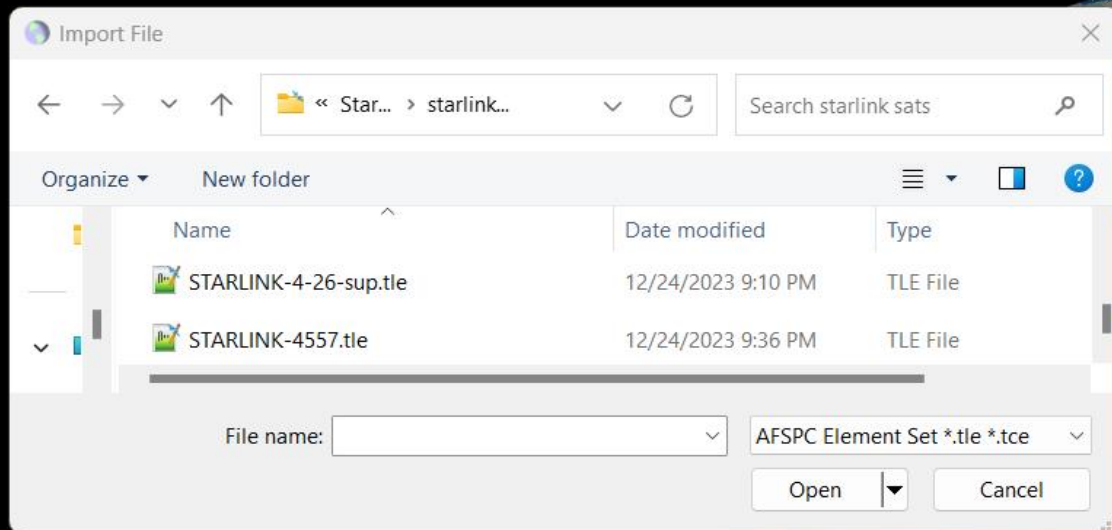 Import File
« Star... > starlink...
Search starlink sats
Organize
New folder
Name
Date modified
Type
STARLINK-4-26-sup.tle
12/24/2023 9:10 PM
TLE File
STARLINK-4557.tle
12/24/2023 9:36 PM
TLE File
File name:
AFSPC Element Set *.tle *.tce
Open
Cancel